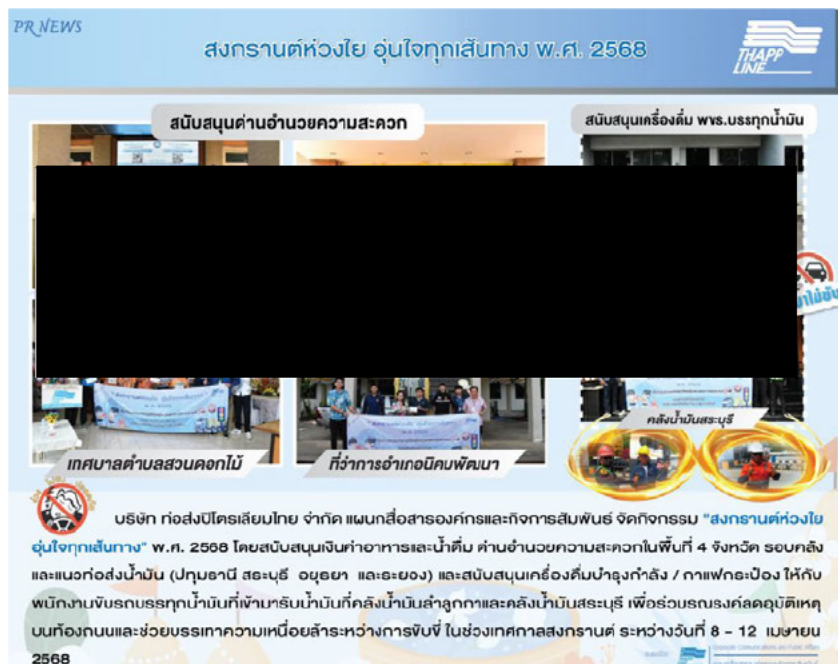 PR NEWS
สงกรานต์ห่วงใย อุ่นใจทุกเส้นทาง พ.ศ. 2568
THAPP
LINE
สนับสนุนด่านอำนวยความสะดวก
สนับสนุนเครื่องดื่ม พขร.บรรทุกน้ำมัน
เทศบาลตำบลสวนดอกไม้
ที่ว่าการอำเภอนิคมพัฒนา
คลังน้ำมันสระบุรี
บริษัท ท่อส่งปิโตรเลียมไทย จำกัด แผนกสื่อสารองค์กรและกิจการสัมพันธ์ จัดกิจกรรม "สงกรานต์ห่วงใย
อุ่นใจทุกเส้นทาง" พ.ศ. 2568 โดยสนับสนุนเงินค่าอาหารและน้ำดื่ม ด่านอำนวยความสะดวกในพื้นที่ 4 จังหวัด รอบคลัง
และแนวท่อส่งน้ำมัน (ปทุมธานี สระบุรี อยุธยา และระยอง) และสนับสนุนเครื่องดื่มบำรุงกำลัง / กาแฟกระป๋อง ให้กับ
พนักงานขับรถบรรทุกน้ำมันที่เข้ามารับน้ำมันที่คลังน้ำมันลำลูกกาและคลังน้ำมันสระบุรี เพื่อร่วมรณรงค์ลดอุบัติเหตุ
บนท้องถนนและช่วยบรรเทาความเหนื่อยล้าระหว่างการขับขี่ ในช่วงเทศกาลสงกรานต์ ระหว่างวันที่ 8 - 12 เมษายน
2568